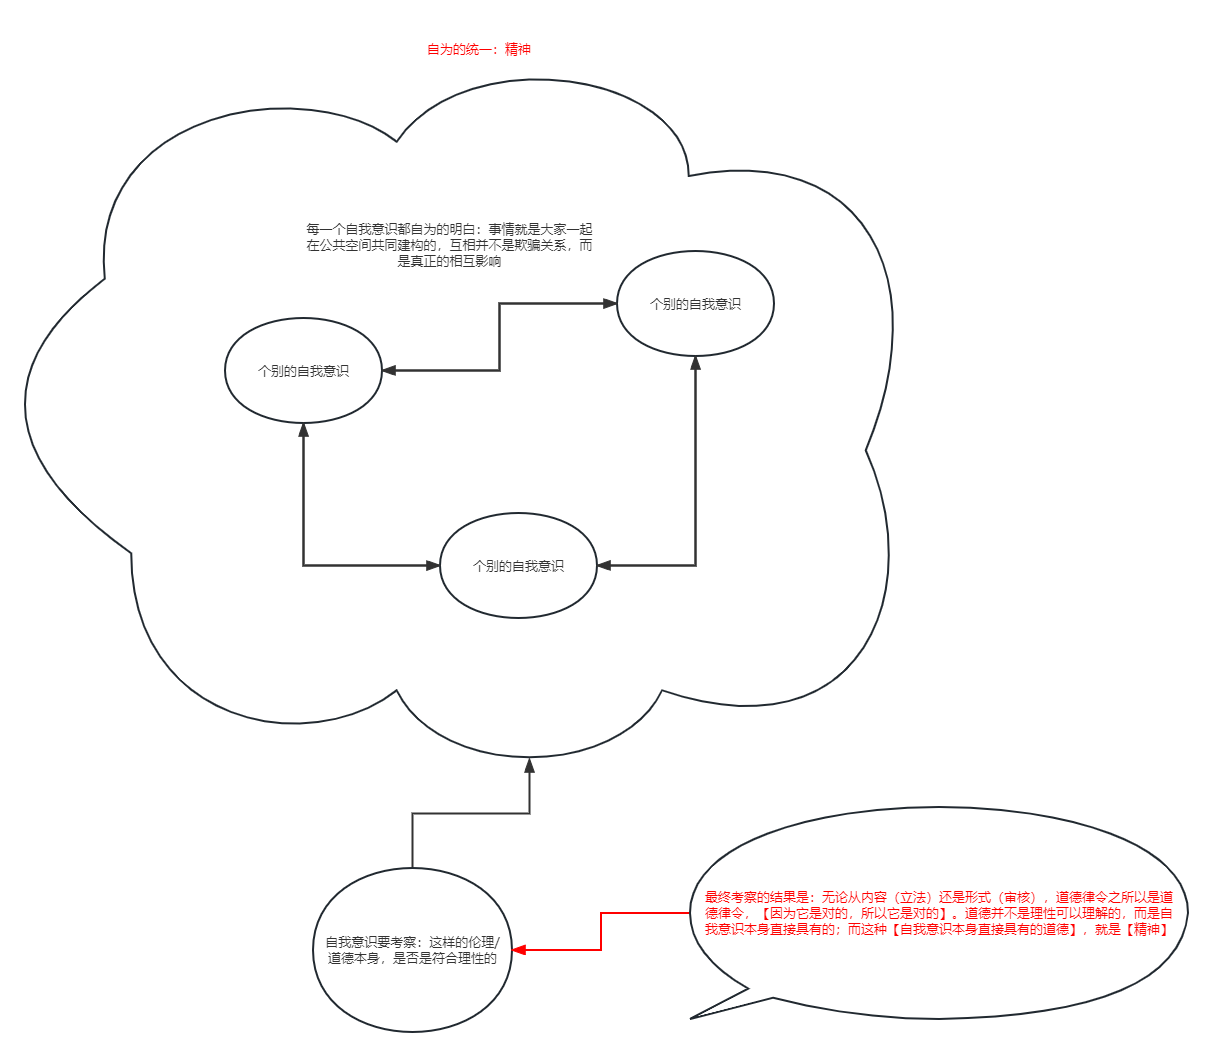 自为的统一：精神
每一个自我意识都自为的明白：事情就是大家一起
在公共空间共同建构的，互相并不是欺骗关系，而
是真正的相互影响
个别的自我意识
个别的自我意识
个别的自我意识
最终考察的结果是：无论从内容（立法）还是形式（审核），道德律令之所以是道
德律令，【因为它是对的，所以它是对的】。道德并不是理性可以理解的，而是自
我意识本身直接具有的；而这种【自我意识本身直接具有的道德】，就是【精神】
自我意识要考察：这样的伦理/
道德本身，是否是符合理性的